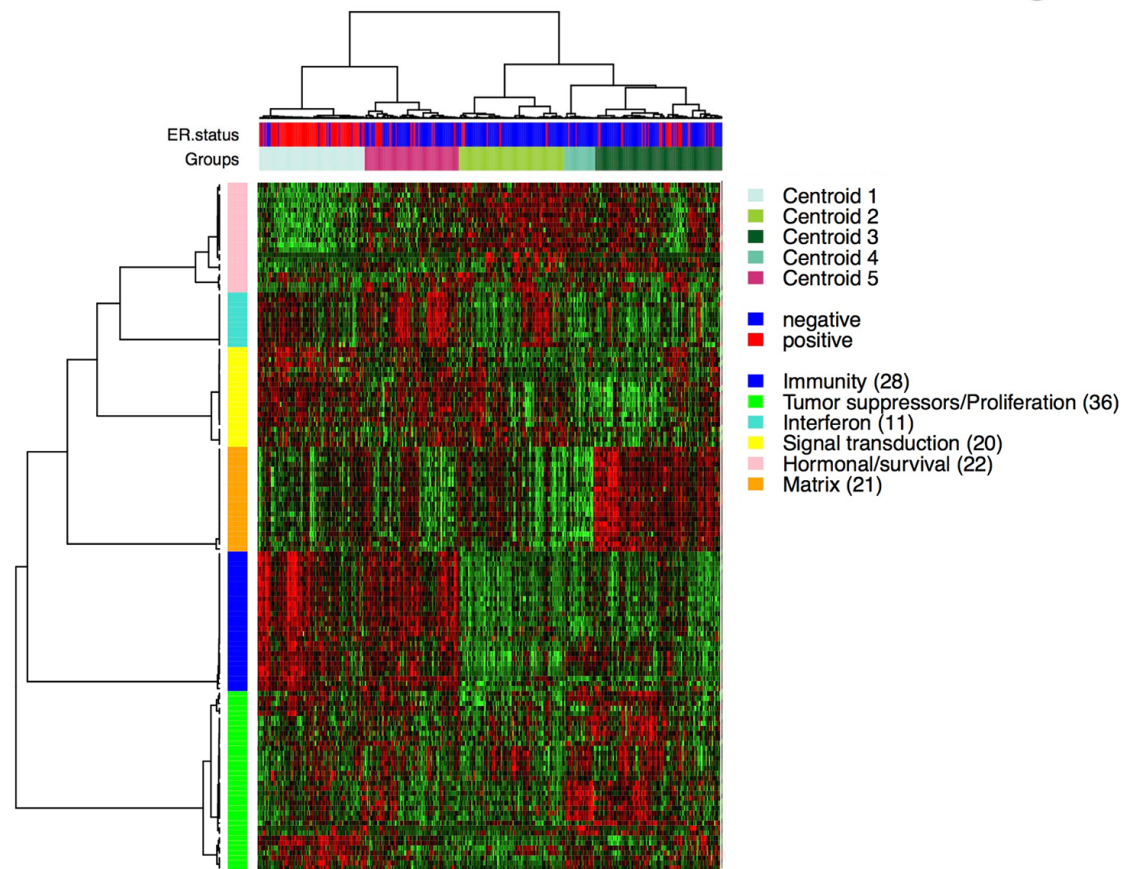 ER.status
Groups
Centroid 1
Centroid 2
Centroid 3
Centroid 4
Centroid 5
negative
positive
Immunity (28)
Tumor suppressors/Proliferation (36)
Interferon (11)
Signal transduction (20)
Hormonal/survival (22)
Matrix (21)